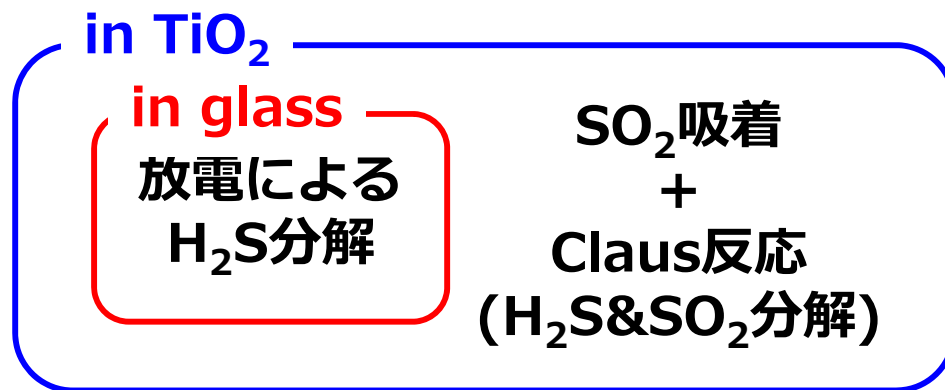 in TiO₂
in glass
放電による
H₂S分解
SO₂吸着
+
Claus反応
(H₂S&SO₂分解)